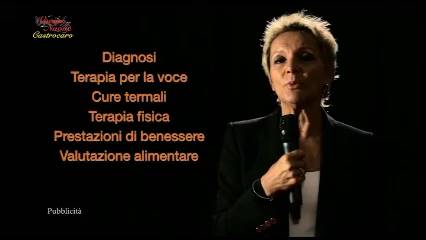 Castrocaro
Diagnosi
Terapia per la voce
Cure termali
Terapia fisica
Prestazioni di benessere
Valutazione alimentare
Pubblicità